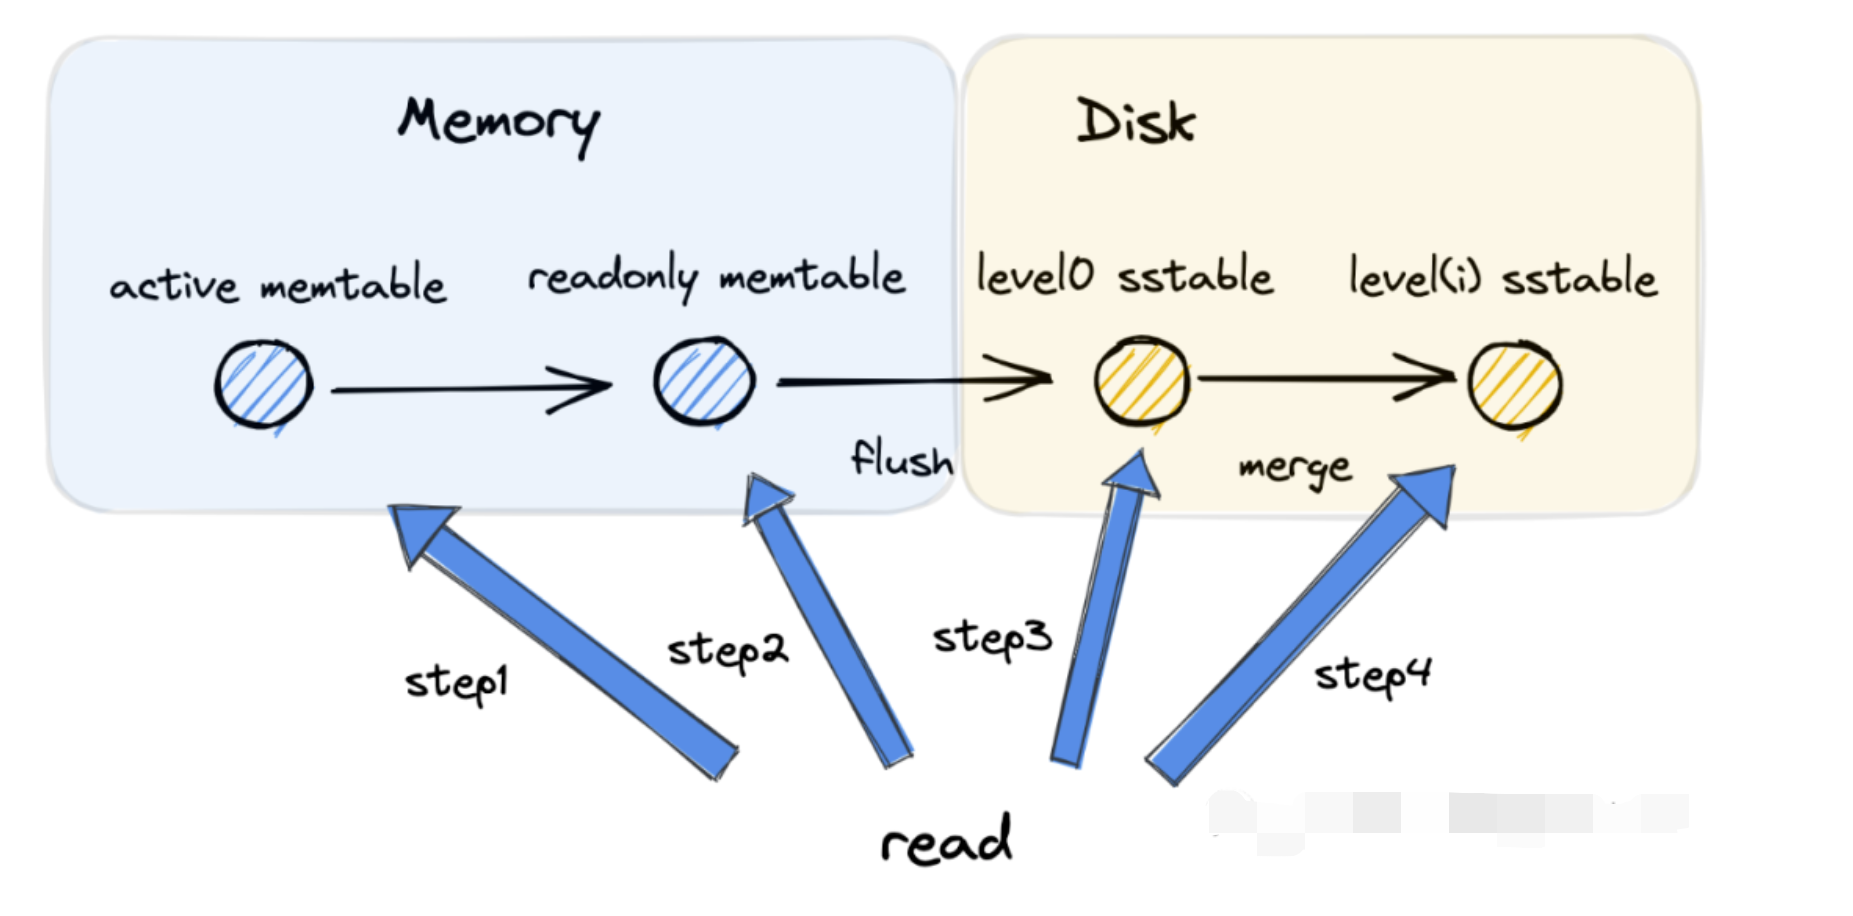 Memory
Disk
active memtable
readonly memtable
level0 sstable
level(i) sstable
flush
merge
step1
step2
step3
step4
read